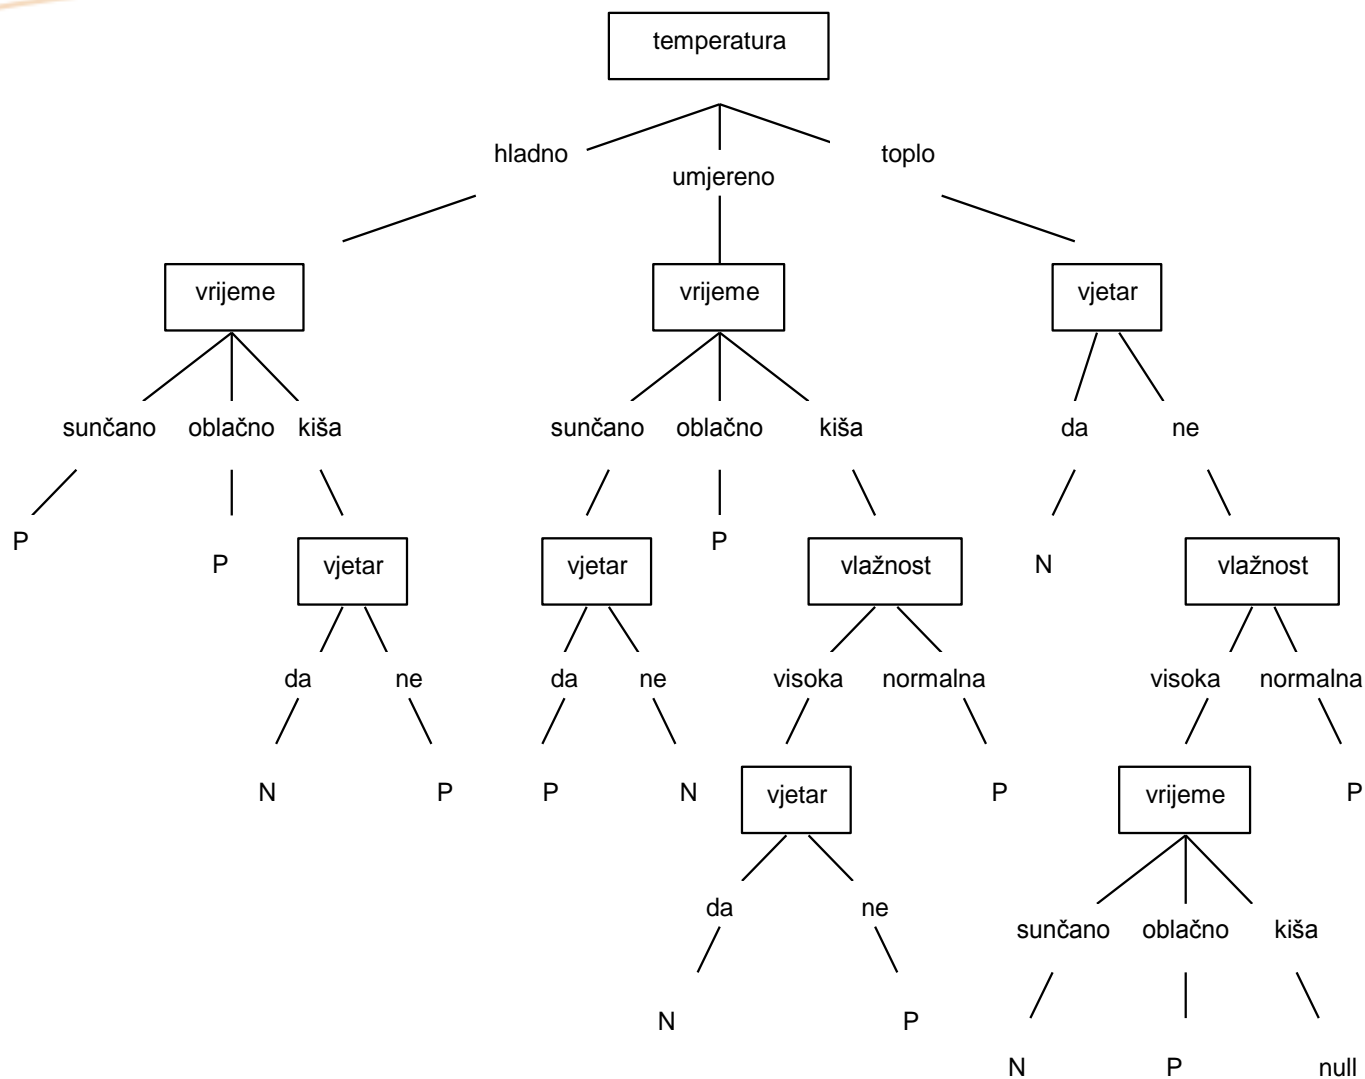 temperatura
hladno
toplo
umjereno
vrijeme
vrijeme
vjetar
sunčano oblačno kiša
sunčano oblačno kiša
da ne
P
P
vjetar
vjetar
P
vlažnost
N
vlažnost
da ne
da ne
visoka normalna
visoka normalna
N P
P N
vjetar
P
vrijeme
P
da ne
sunčano oblačno kiša
N P
N P null